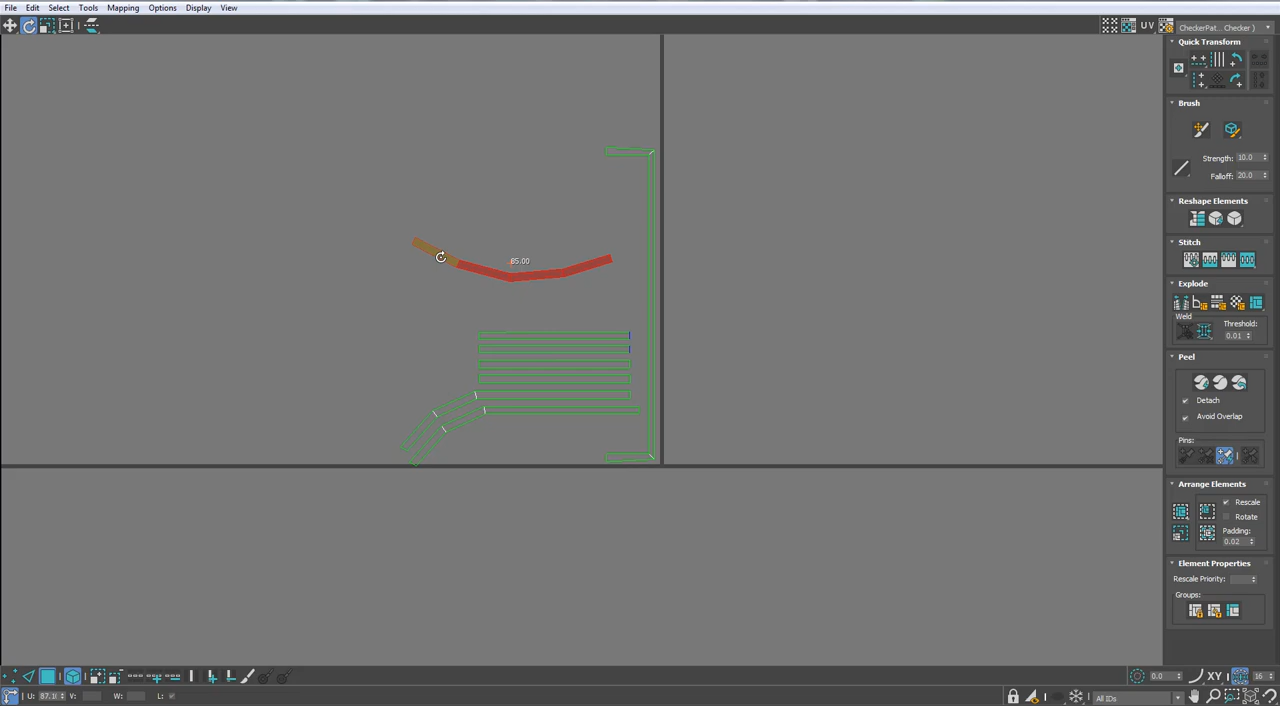 File Edit Select Tools Mapping Options Display View
UV
CheckerPat... Checker )
Quick Transform
Brush
Strength: 10.0
Falloff: 20.0
Reshape Elements
Stitch
85.00
Explode
Weld
Threshold:
0.01
Peel
Detach
Avoid Overlap
Pins:
Arrange Elements
Rescale
Rotate
Padding:
0.02
Element Properties
Rescale Priority:
Groups:
0.0 XY 16
U: 87.10 V: W: L: All IDs